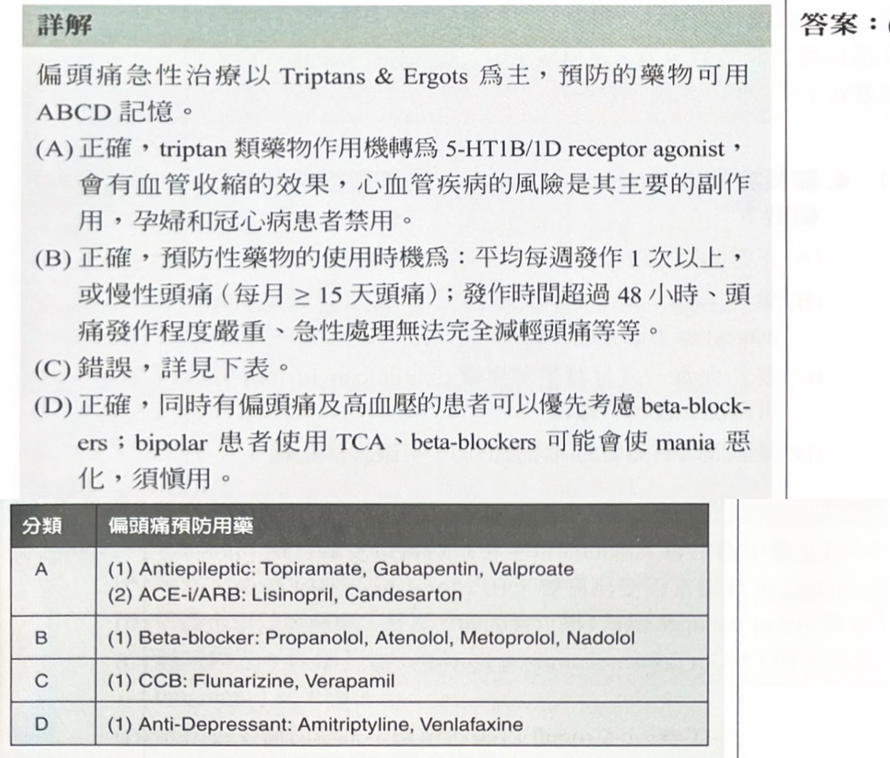 詳解
答案：
偏頭痛急性治療以 Triptans & Ergots 爲主，預防的藥物可用
ABCD 記憶。
(A) 正確，triptan 類藥物作用機轉爲 5-HT1B/1D receptor agonist，
會有血管收縮的效果，心血管疾病的風險是其主要的副作
用，孕婦和冠心病患者禁用。
(B) 正確，預防性藥物的使用時機爲：平均每週發作 1 次以上，
或慢性頭痛（每月 ≥ 15 天頭痛）；發作時間超過 48 小時、頭
痛發作程度嚴重、急性處理無法完全減輕頭痛等等。
(C) 錯誤，詳見下表。
(D) 正確，同時有偏頭痛及高血壓的患者可以優先考慮 beta-block-
ers；bipolar 患者使用 TCA、beta-blockers 可能會使 mania 惡
化，須愼用。
分類 偏頭痛預防用藥
A (1) Antiepileptic: Topiramate, Gabapentin, Valproate
(2) ACE-i/ARB: Lisinopril, Candesarton
B (1) Beta-blocker: Propanolol, Atenolol, Metoprolol, Nadolol
C (1) CCB: Flunarizine, Verapamil
D (1) Anti-Depressant: Amitriptyline, Venlafaxine